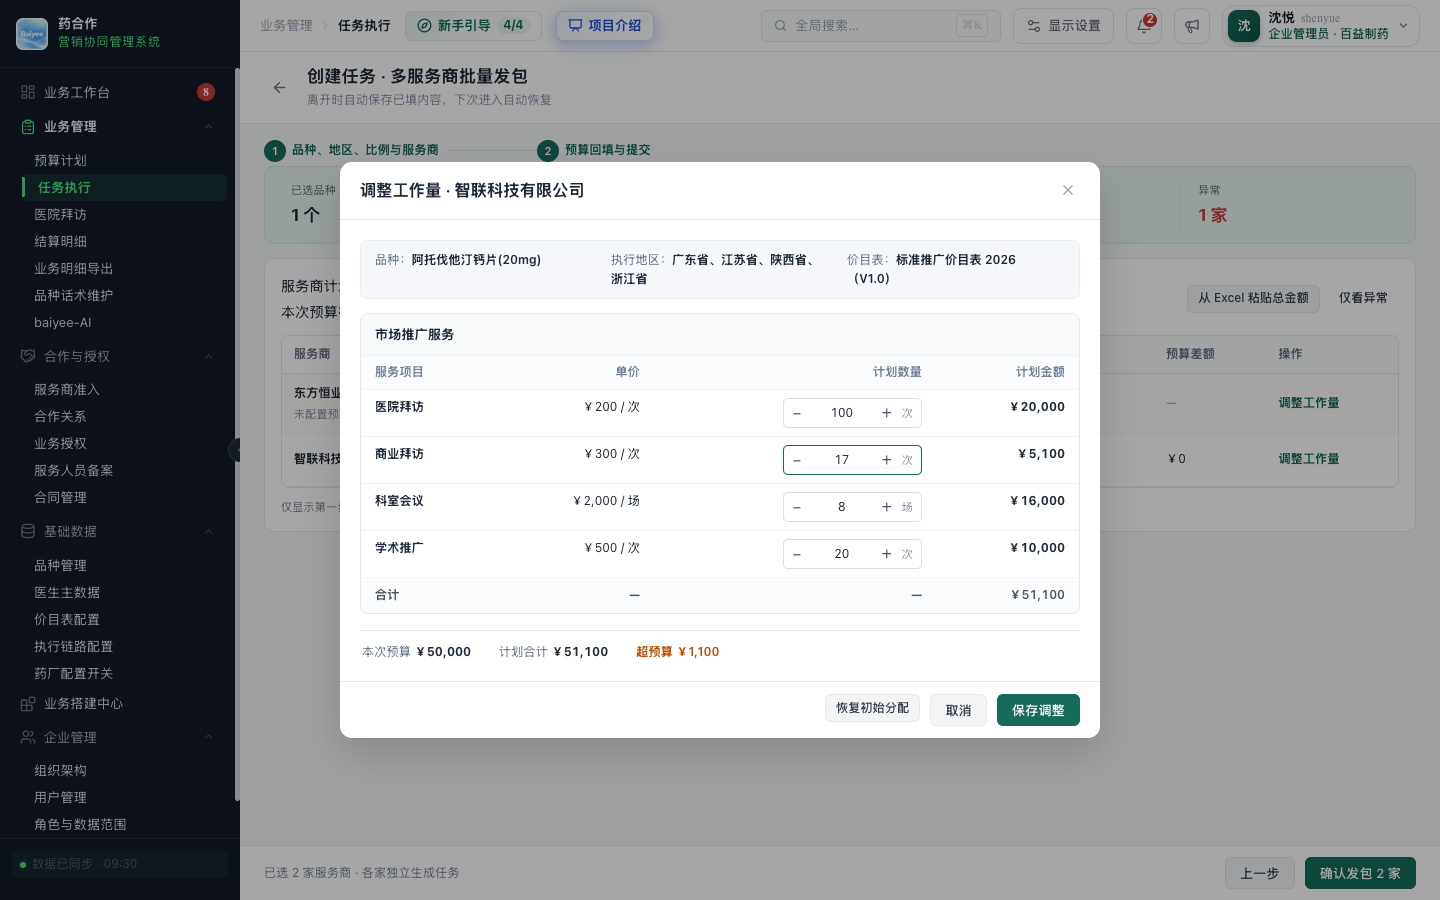 药合作
Baiyee
营销协同管理系统
业务工作台 8
业务管理
预算计划
任务执行
医院拜访
结算明细
业务明细导出
品种话术维护
baiyee-AI
合作与授权
服务商准入
合作关系
业务授权
服务人员备案
合同管理
基础数据
品种管理
医生主数据
价目表配置
执行链路配置
药厂配置开关
业务搭建中心
企业管理
组织架构
用户管理
角色与数据范围
数据已同步 · 09:30
业务管理 任务执行 新手引导 4/4 项目介绍 全局搜索... ⌘K 显示设置 2 沈 沈悦 shenyue
企业管理员 · 百益制药
创建任务 · 多服务商批量发包
离开时自动保存已填内容，下次进入自动恢复
1 品种、地区、比例与服务商 2 预算回填与提交
已选品种 异常
1 个 1 家
服务商计
本次预算
从 Excel 粘贴总金额 仅看异常
服务商 预算差额 操作
东方恒业 — 调整工作量
未配置预
智联科技 ¥ 0 调整工作量
仅显示第一
调整工作量 · 智联科技有限公司
品种： 阿托伐他汀钙片(20mg) 执行地区： 广东省、江苏省、陕西省、 价目表： 标准推广价目表 2026
浙江省 (V1.0)
市场推广服务
服务项目 单价 计划数量 计划金额
医院拜访 ¥ 200 / 次 − 100 + 次 ¥ 20,000
商业拜访 ¥ 300 / 次 − 17 + 次 ¥ 5,100
科室会议 ¥ 2,000 / 场 − 8 + 场 ¥ 16,000
学术推广 ¥ 500 / 次 − 20 + 次 ¥ 10,000
合计 — — ¥ 51,100
本次预算 ¥ 50,000 计划合计 ¥ 51,100 超预算 ¥ 1,100
恢复初始分配 取消 保存调整
已选 2 家服务商 · 各家独立生成任务 上一步 确认发包 2 家